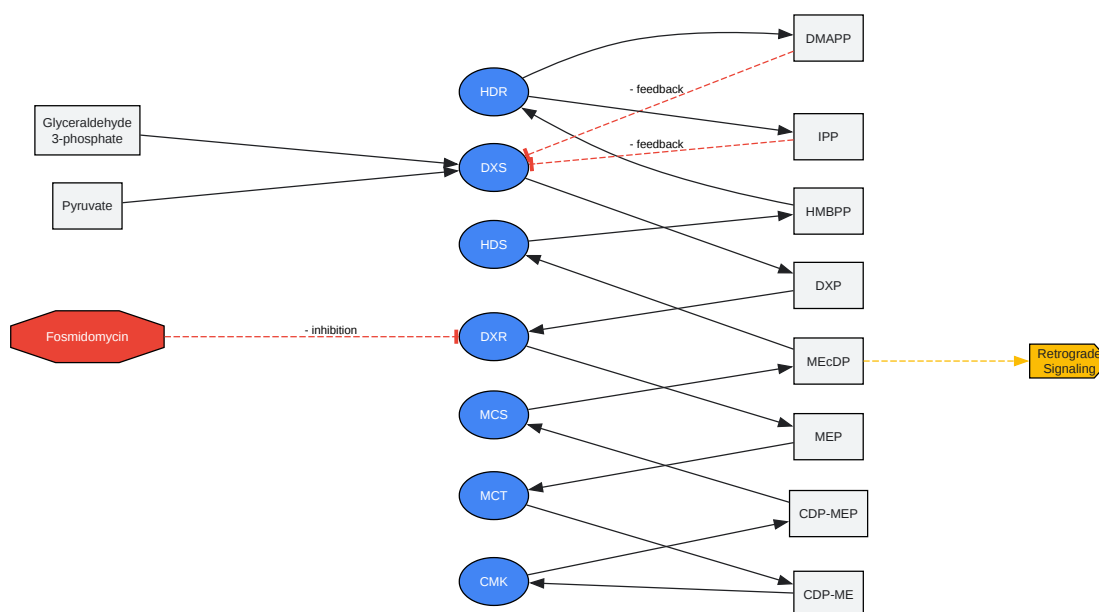 DMAPP
- feedback
HDR
Glyceraldehyde
3-phosphate
IPP
- feedback
DXS
Pyruvate
HMBPP
HDS
DXP
- inhibition
Fosmidomycin
DXR
Retrograde
Signaling
MEcDP
MCS
MEP
MCT
CDP-MEP
CMK
CDP-ME